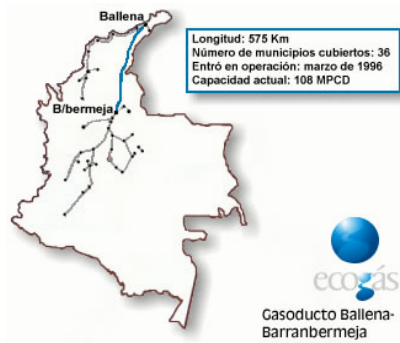 Ballena
Longitud: 575 Km
Número de municipios cubiertos: 36
Entró en operación: marzo de 1996
Capacidad actual: 108 MPCD
B/bermeja
ecogás
Gasoducto Ballena-
Barranbermeja